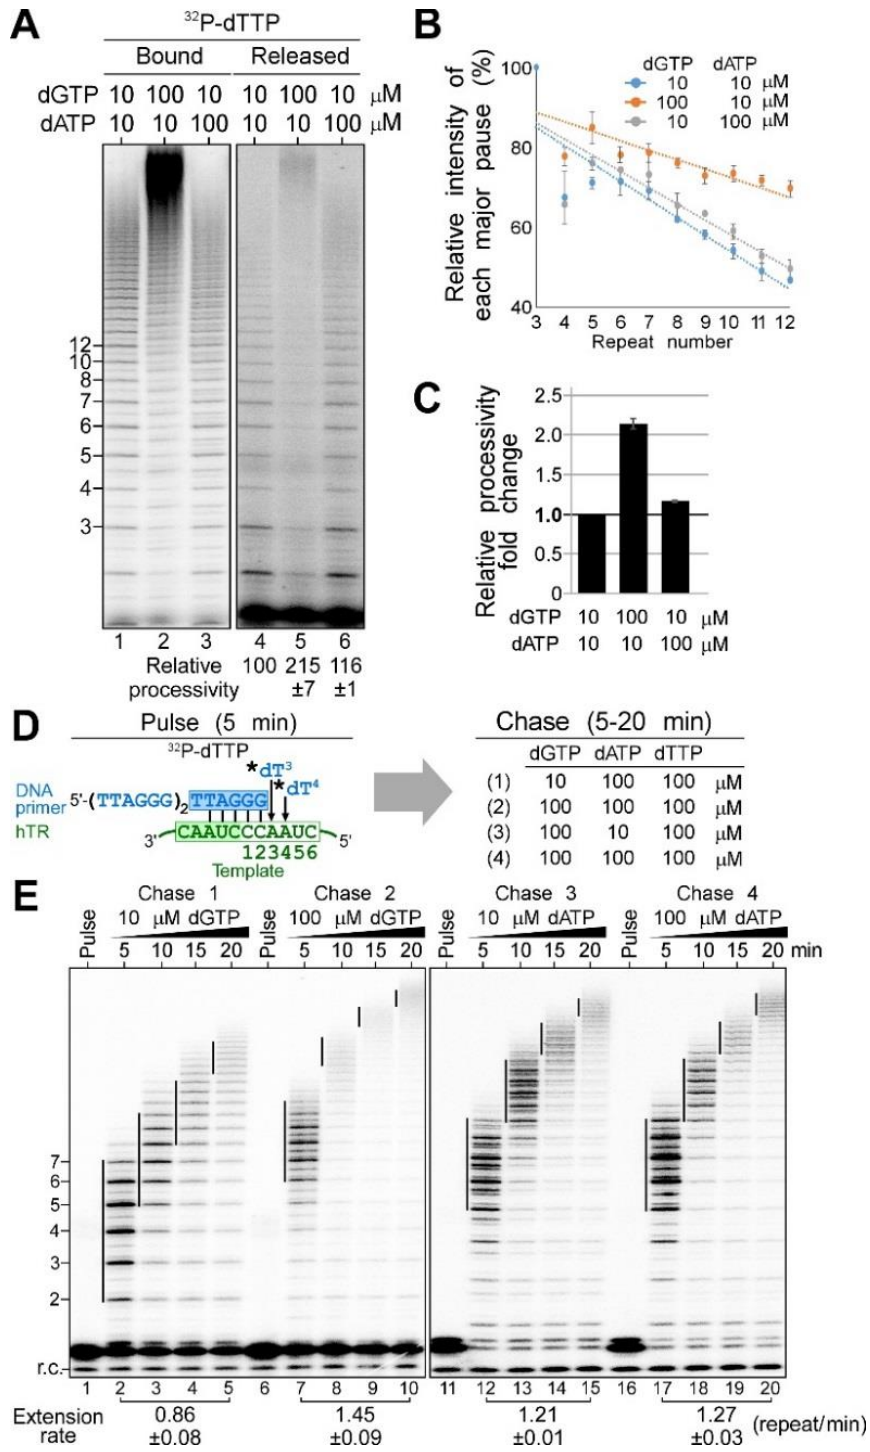 A
32P-dTTP
Bound Released
dGTP 10 100 10 10 100 10 μM
dATP 10 10 100 10 10 100 μM
12
10
8
7
6
5
4
3
1 2 3 4 5 6
Relative processivity 100 215 ±7 116 ±1
B
Relative intensity of each major pause (%)
100
80
60
40
dGTP dATP
10 10 μM
100 10 μM
10 100 μM
3 4 5 6 7 8 9 10 11 12
Repeat number
C
Relative processivity fold change
2.5
2.0
1.5
1.0
0.5
0
dGTP 10 100 10 μM
dATP 10 10 100 μM
D
Pulse (5 min)
32P-dTTP
*dT3
*dT4
DNA primer 5'-(TTAGGG)2TTAGGG
hTR 3' CAAUCCCAAUC 5'
123456
Template
Chase (5-20 min)
dGTP dATP dTTP
(1) 10 100 100 μM
(2) 100 100 100 μM
(3) 100 10 100 μM
(4) 100 100 100 μM
E
Chase 1 Chase 2 Chase 3 Chase 4
Pulse 10 μM dGTP Pulse 100 μM dGTP Pulse 10 μM dATP Pulse 100 μM dATP
5 10 15 20 5 10 15 20 5 10 15 20 5 10 15 20 min
7
6
5
4
3
2
r.c.
1 2 3 4 5 6 7 8 9 10 11 12 13 14 15 16 17 18 19 20
Extension rate 0.86 ±0.08 1.45 ±0.09 1.21 ±0.01 1.27 ±0.03 (repeat/min)